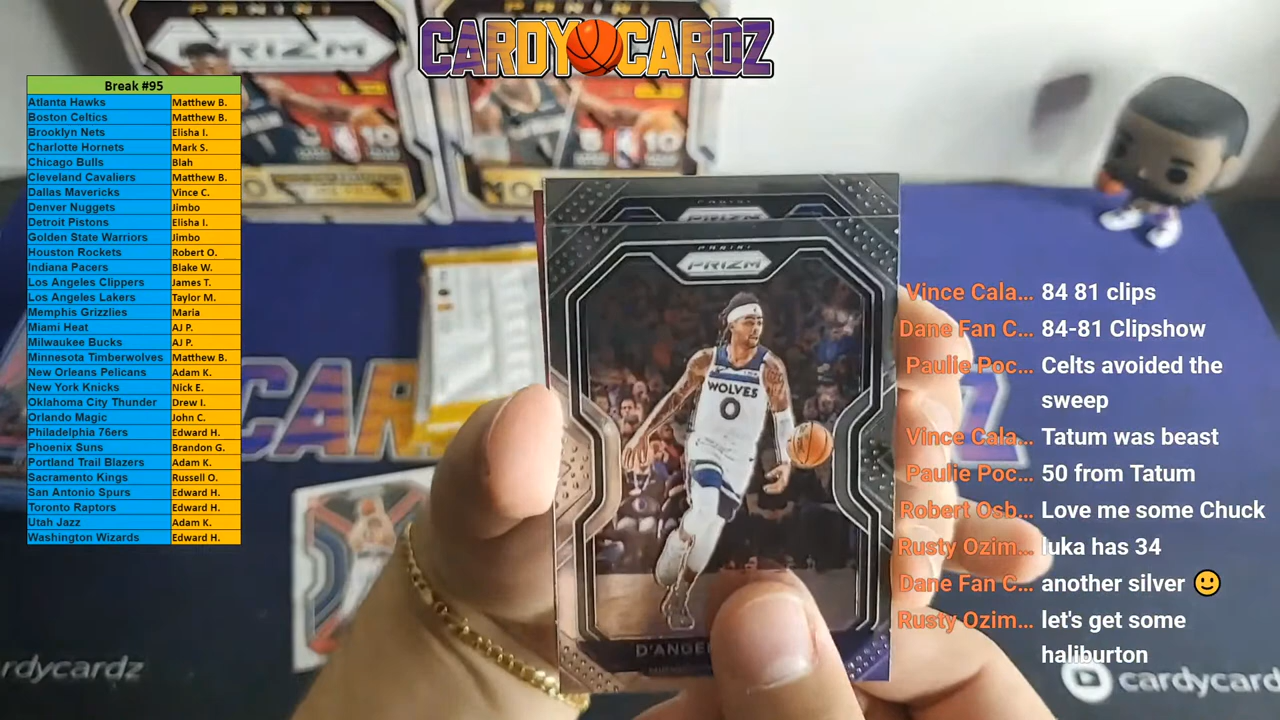 PANINI
PRIZM
10
10
CARDY CARDZ
Break #95
Atlanta Hawks Matthew B.
Boston Celtics Matthew B.
Brooklyn Nets Elisha I.
Charlotte Hornets Mark S.
Chicago Bulls Blah
Cleveland Cavaliers Matthew B.
Dallas Mavericks Vince C.
Denver Nuggets Jimbo
Detroit Pistons Elisha I.
Golden State Warriors Jimbo
Houston Rockets Robert O.
Indiana Pacers Blake W.
Los Angeles Clippers James T.
Los Angeles Lakers Taylor M.
Memphis Grizzlies Maria
Miami Heat AJ P.
Milwaukee Bucks AJ P.
Minnesota Timberwolves Matthew B.
New Orleans Pelicans Adam K.
New York Knicks Nick E.
Oklahoma City Thunder Drew I.
Orlando Magic John C.
Philadelphia 76ers Edward H.
Phoenix Suns Brandon G.
Portland Trail Blazers Adam K.
Sacramento Kings Russell O.
San Antonio Spurs Edward H.
Toronto Raptors Edward H.
Utah Jazz Adam K.
Washington Wizards Edward H.
PRIZM
PANINI
PRIZM
WOLVES
0
D'ANGE
Vince Cala... 84 81 clips
Dane Fan C... 84-81 Clipshow
Paulie Poc... Celts avoided the
sweep
Vince Cala... Tatum was beast
Paulie Poc... 50 from Tatum
Robert Osb... Love me some Chuck
Rusty Ozim... luka has 34
Dane Fan C... another silver 🙂
Rusty Ozim... let's get some
haliburton
rdycardz
cardycard